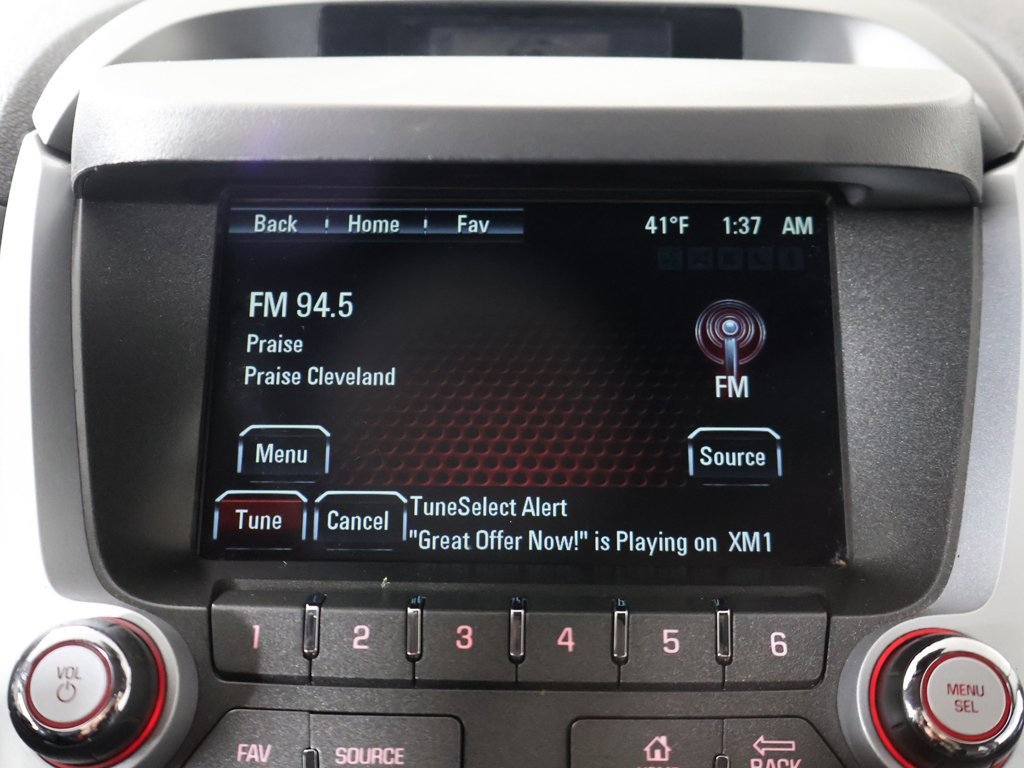 Back Home Fav 41°F 1:37 AM
FM 94.5
Praise
Praise Cleveland
FM
Menu Source
Tune Cancel TuneSelect Alert
"Great Offer Now!" is Playing on XM1
1 2 3 4 5 6
VOL
MENU
SEL
FAV SOURCE
HOME BACK